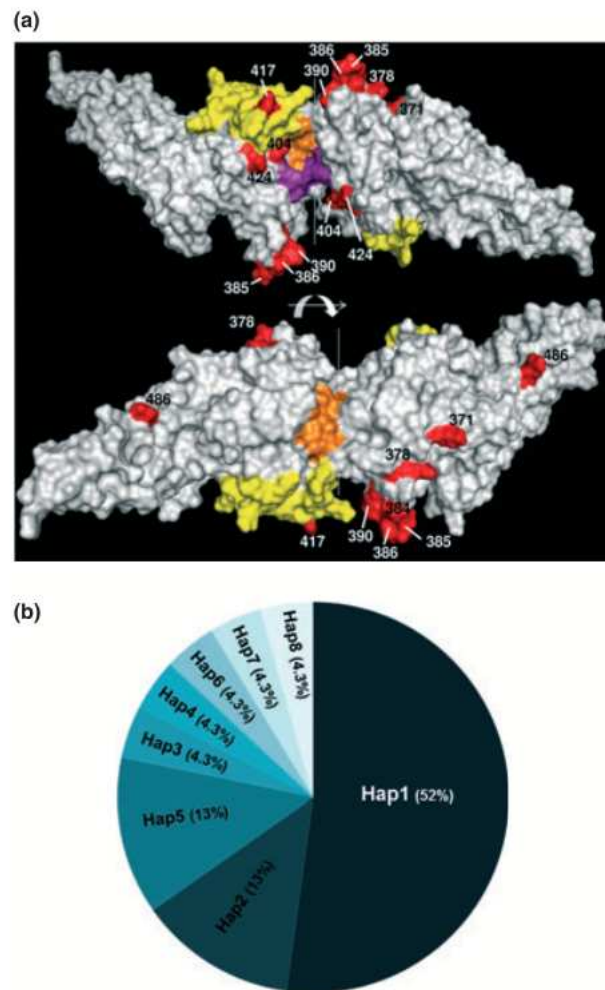 (a)
386 385
390 378
417
371
404
424
404
424
390
385 386
378
486
486
371
378
384
390
417
386 385
(b)
Hap8 (4.3%)
Hap7 (4.3%)
Hap6 (4.3%)
Hap4 (4.3%)
Hap3 (4.3%)
Hap1 (52%)
Hap5 (13%)
Hap2 (13%)